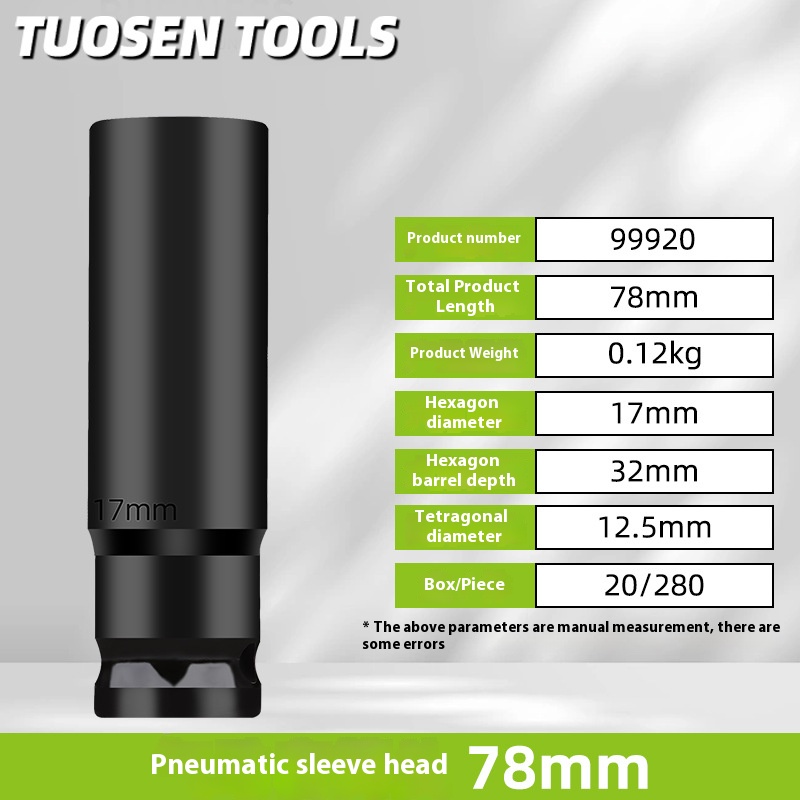 TUOSEN TOOLS
Product number
99920
Total Product
Length
78mm
Product Weight
0.12kg
Hexagon
diameter
17mm
Hexagon
barrel depth
32mm
Tetragonal
diameter
12.5mm
Box/Piece
20/280
17mm
* The above parameters are manual measurement, there are
some errors
Pneumatic sleeve head 78mm